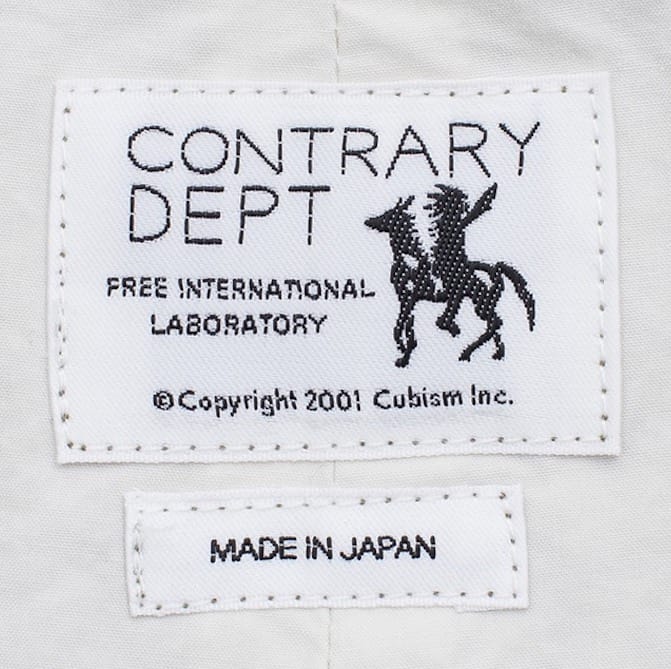 CONTRARY
DEPT
FREE INTERNATIONAL
LABORATORY
©Copyright 2001 Cubism Inc.
MADE IN JAPAN